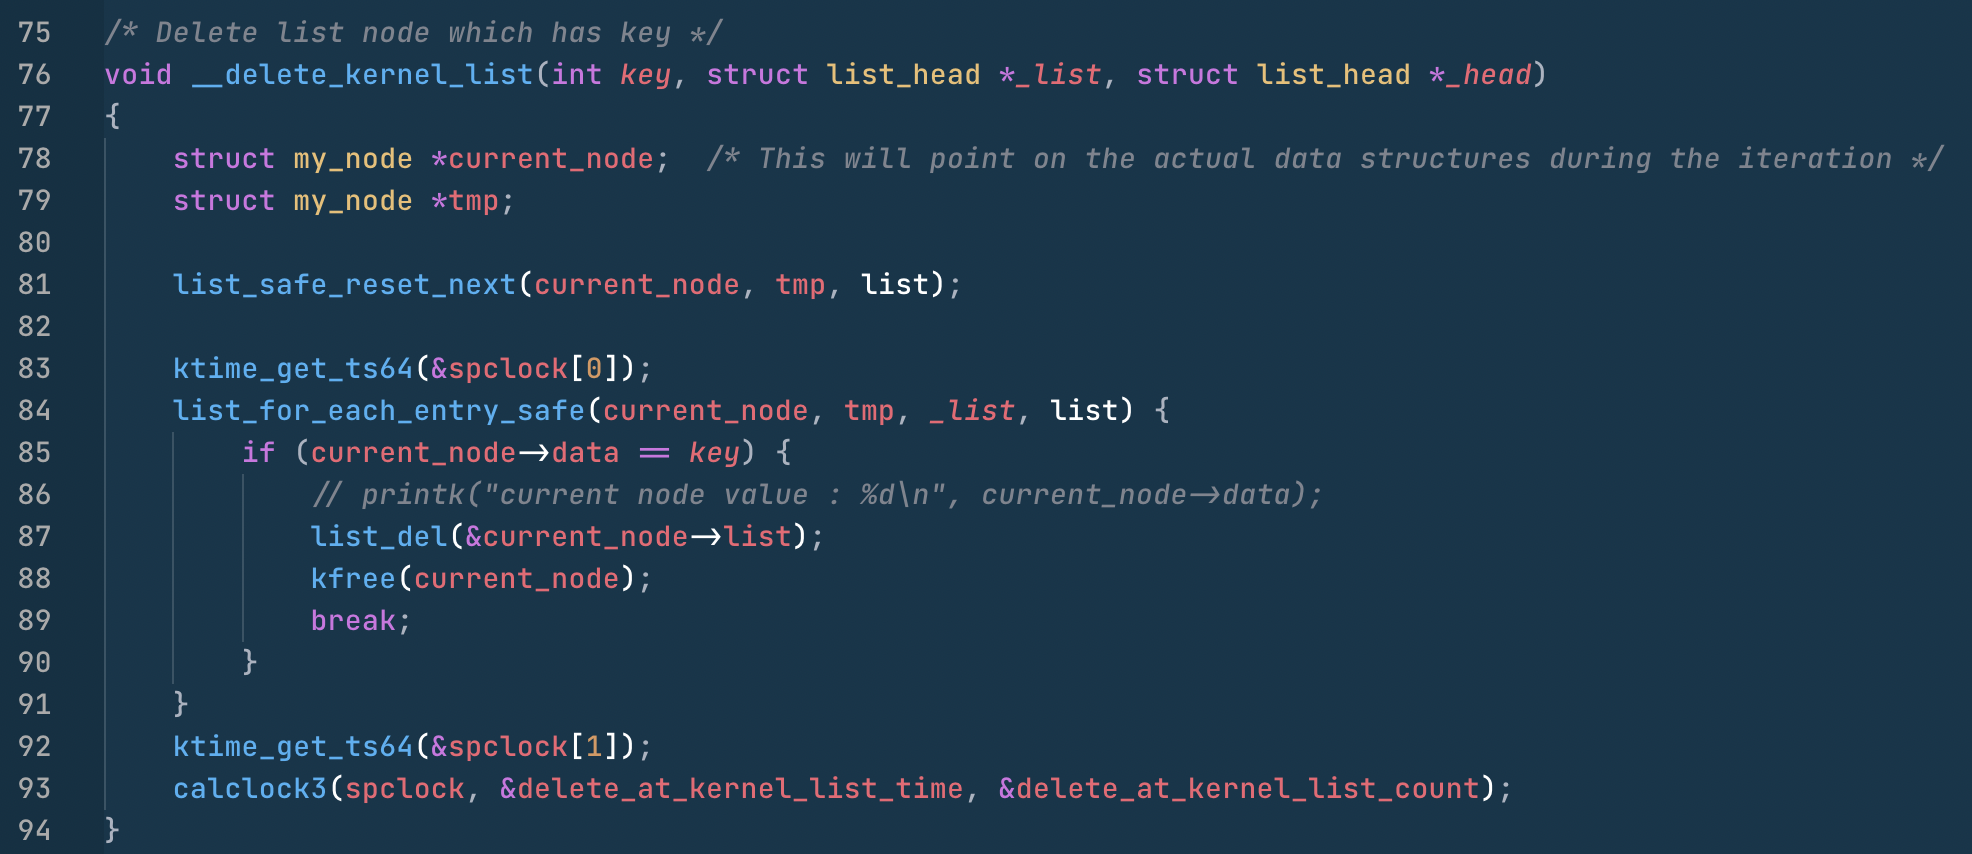 75 /* Delete list node which has key */
76 void __delete_kernel_list(int key, struct list_head *_list, struct list_head *_head)
77 {
78     struct my_node *current_node;  /* This will point on the actual data structures during the iteration */
79     struct my_node *tmp;
80
81     list_safe_reset_next(current_node, tmp, list);
82
83     ktime_get_ts64(&spclock[0]);
84     list_for_each_entry_safe(current_node, tmp, _list, list) {
85         if (current_node->data == key) {
86             // printk("current node value : %d\n", current_node->data);
87             list_del(&current_node->list);
88             kfree(current_node);
89             break;
90         }
91     }
92     ktime_get_ts64(&spclock[1]);
93     calclock3(spclock, &delete_at_kernel_list_time, &delete_at_kernel_list_count);
94 }